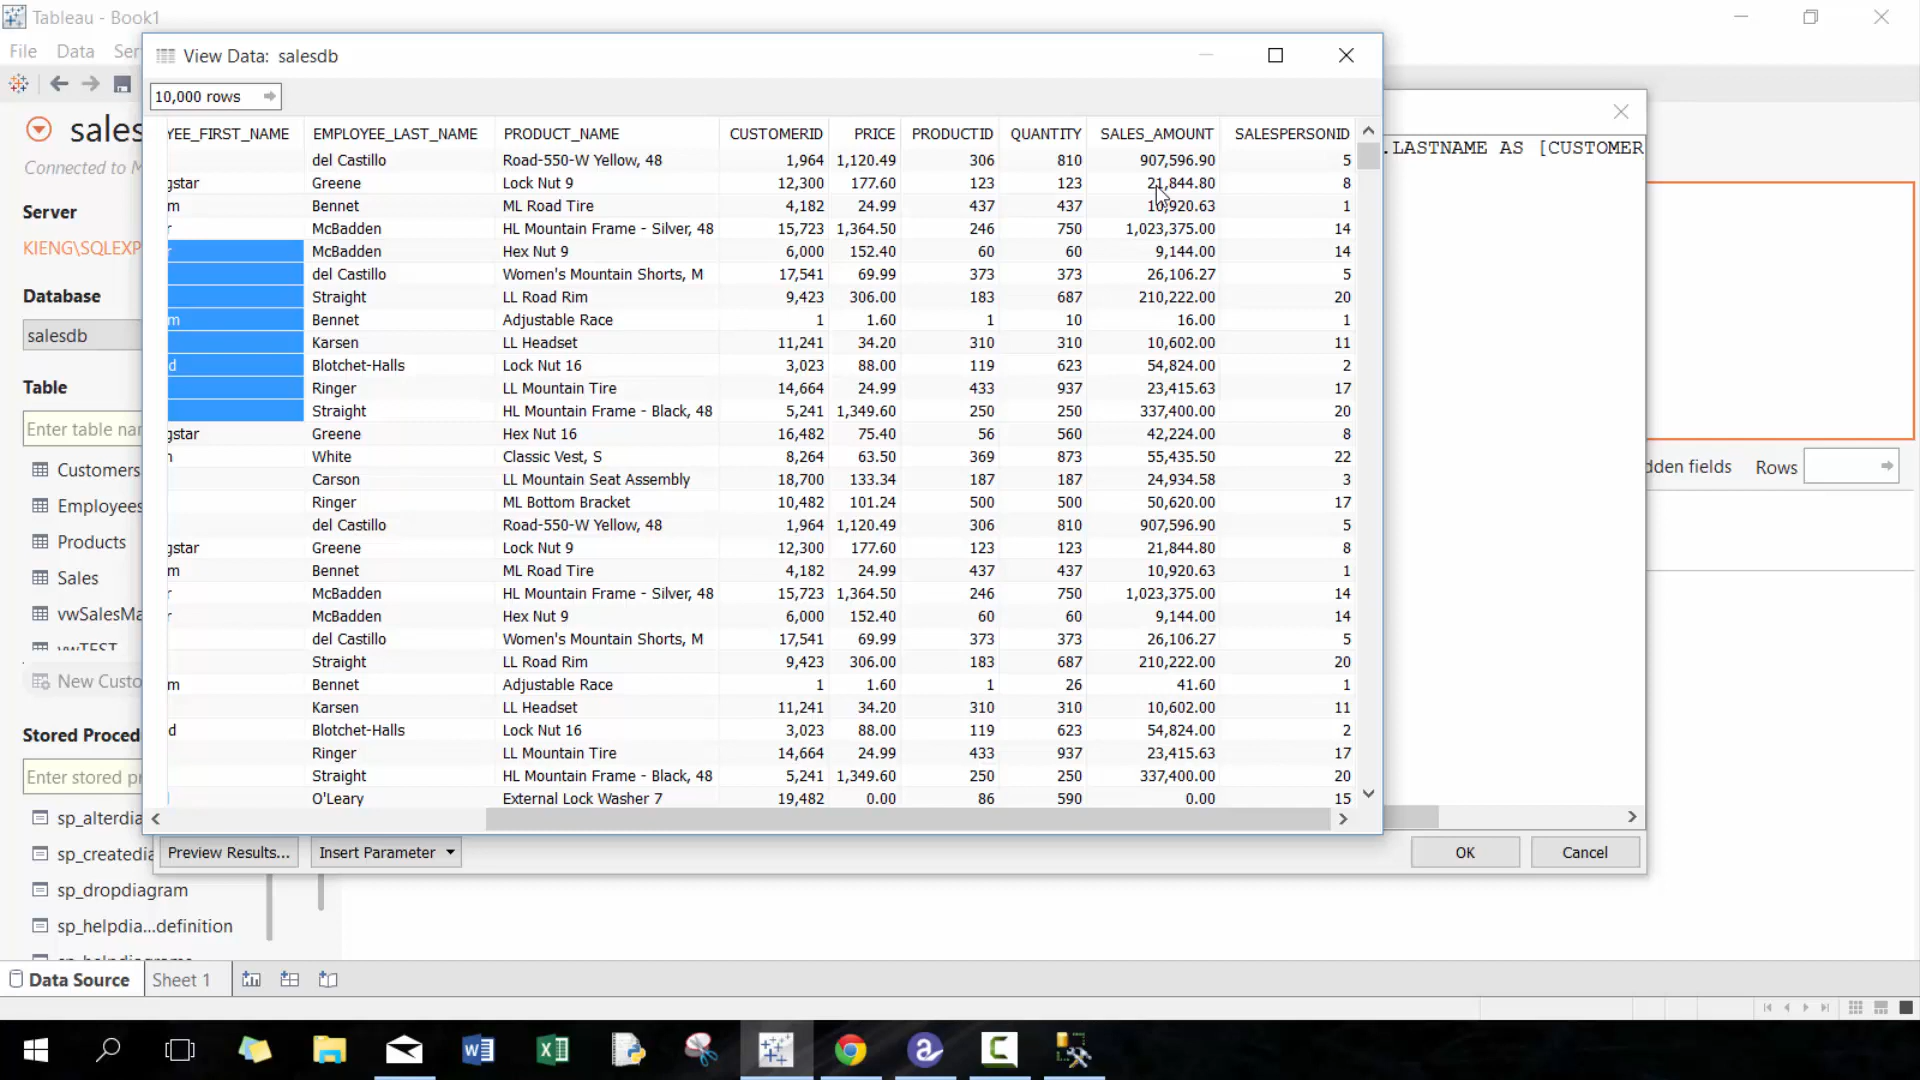 Tableau - Book1
File Data Ser
View Data: salesdb
10,000 rows
sales
Connected to M
Server
KIENG\SQLEXP
Database
salesdb
Table
Enter table nar
Customers
Employees
Products
Sales
vwSalesMa
vwTEST
New Custo
Stored Proced
Enter stored p
sp_alterdia
sp_createdia
sp_dropdiagram
sp_helpdia...definition
YEE_FIRST_NAME EMPLOYEE_LAST_NAME PRODUCT_NAME CUSTOMERID PRICE PRODUCTID QUANTITY SALES_AMOUNT SALESPERSONID
del Castillo Road-550-W Yellow, 48 1,964 1,120.49 306 810 907,596.90 5
gstar Greene Lock Nut 9 12,300 177.60 123 123 21,844.80 8
m Bennet ML Road Tire 4,182 24.99 437 437 10,920.63 1
r McBadden HL Mountain Frame - Silver, 48 15,723 1,364.50 246 750 1,023,375.00 14
r McBadden Hex Nut 9 6,000 152.40 60 60 9,144.00 14
del Castillo Women's Mountain Shorts, M 17,541 69.99 373 373 26,106.27 5
Straight LL Road Rim 9,423 306.00 183 687 210,222.00 20
m Bennet Adjustable Race 1 1.60 1 10 16.00 1
Karsen LL Headset 11,241 34.20 310 310 10,602.00 11
d Blotchet-Halls Lock Nut 16 3,023 88.00 119 623 54,824.00 2
Ringer LL Mountain Tire 14,664 24.99 433 937 23,415.63 17
Straight HL Mountain Frame - Black, 48 5,241 1,349.60 250 250 337,400.00 20
gstar Greene Hex Nut 16 16,482 75.40 56 560 42,224.00 8
n White Classic Vest, S 8,264 63.50 369 873 55,435.50 22
Carson LL Mountain Seat Assembly 18,700 133.34 187 187 24,934.58 3
Ringer ML Bottom Bracket 10,482 101.24 500 500 50,620.00 17
del Castillo Road-550-W Yellow, 48 1,964 1,120.49 306 810 907,596.90 5
gstar Greene Lock Nut 9 12,300 177.60 123 123 21,844.80 8
m Bennet ML Road Tire 4,182 24.99 437 437 10,920.63 1
r McBadden HL Mountain Frame - Silver, 48 15,723 1,364.50 246 750 1,023,375.00 14
r McBadden Hex Nut 9 6,000 152.40 60 60 9,144.00 14
del Castillo Women's Mountain Shorts, M 17,541 69.99 373 373 26,106.27 5
Straight LL Road Rim 9,423 306.00 183 687 210,222.00 20
m Bennet Adjustable Race 1 1.60 1 26 41.60 1
Karsen LL Headset 11,241 34.20 310 310 10,602.00 11
d Blotchet-Halls Lock Nut 16 3,023 88.00 119 623 54,824.00 2
Ringer LL Mountain Tire 14,664 24.99 433 937 23,415.63 17
Straight HL Mountain Frame - Black, 48 5,241 1,349.60 250 250 337,400.00 20
O'Leary External Lock Washer 7 19,482 0.00 86 590 0.00 15
.LASTNAME AS [CUSTOMER
dden fields Rows
Preview Results... Insert Parameter OK Cancel
Data Source Sheet 1